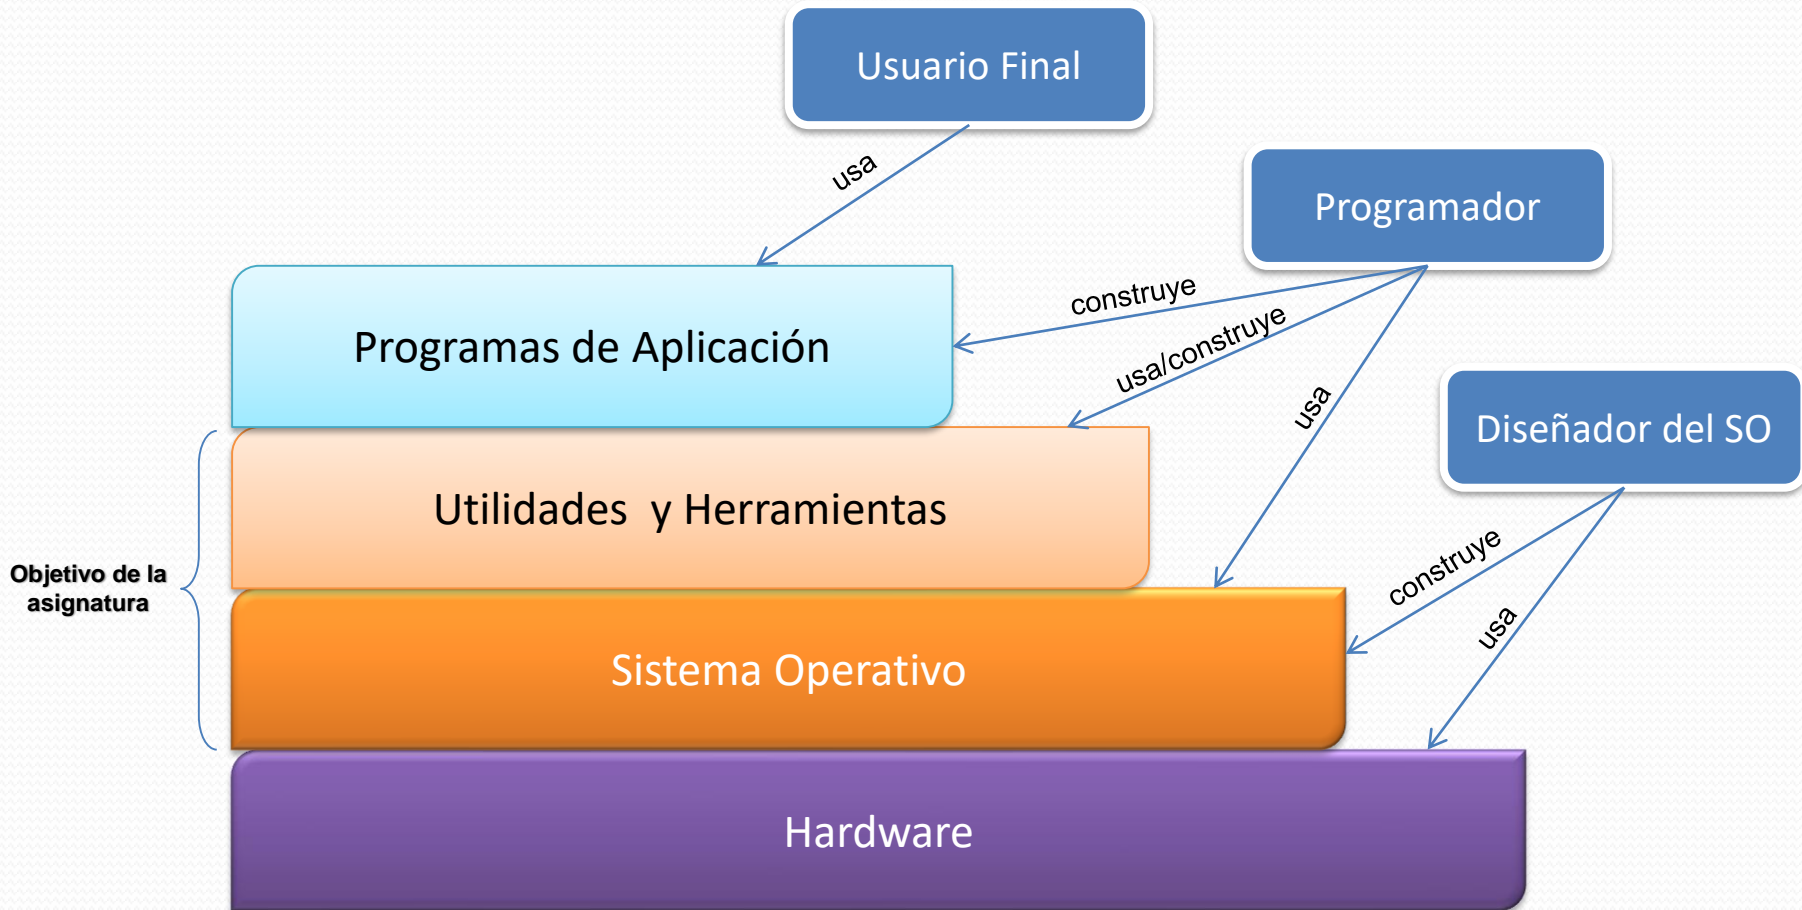 Usuario Final
usa
Programador
construye
Programas de Aplicación
usa/construye
usa
Diseñador del SO
Utilidades y Herramientas
construye
Objetivo de la
asignatura
usa
Sistema Operativo
Hardware